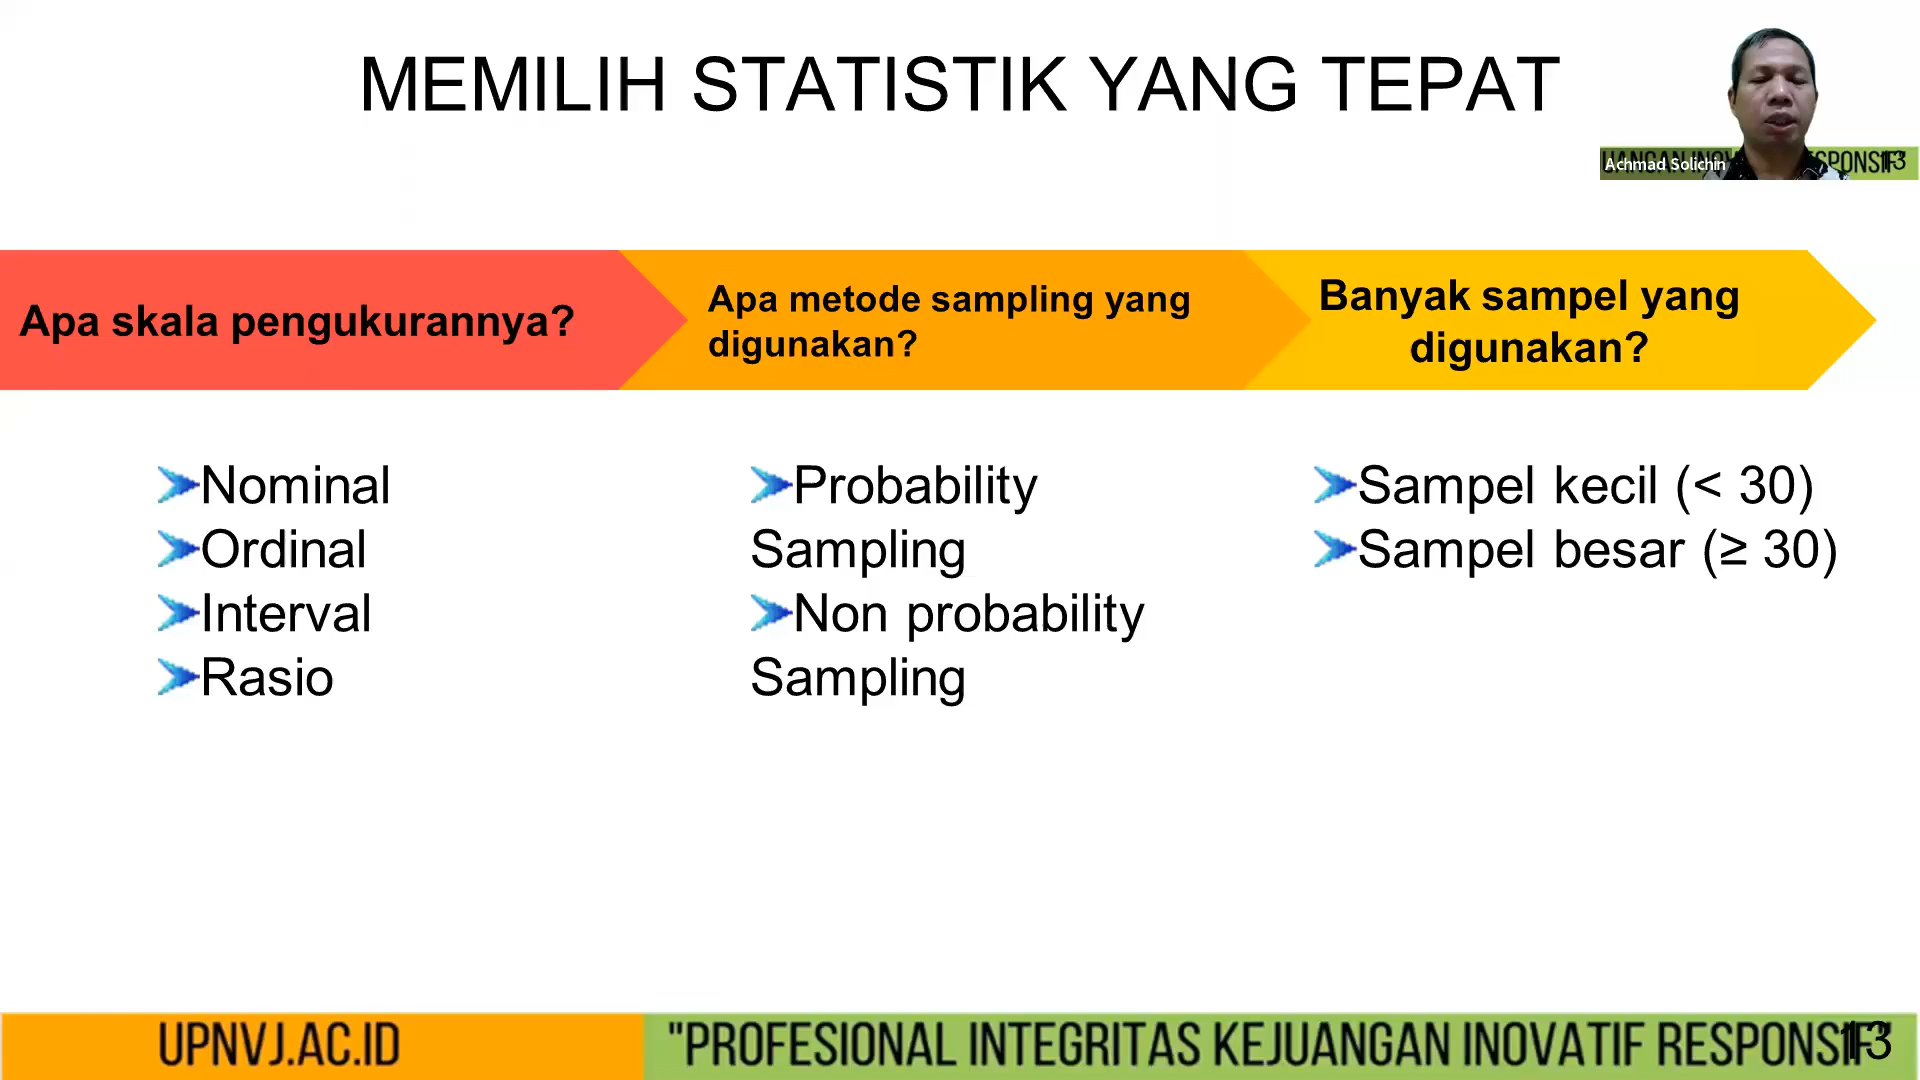 MEMILIH STATISTIK YANG TEPAT
Achmad Solichin
13
Apa skala pengukurannya?
Apa metode sampling yang
digunakan?
Banyak sampel yang
digunakan?
Nominal
Ordinal
Interval
Rasio
Probability
Sampling
Non probability
Sampling
Sampel kecil (< 30)
Sampel besar (≥ 30)
UPNVJ.AC.ID
"PROFESIONAL INTEGRITAS KEJUANGAN INOVATIF RESPONSIF"
13